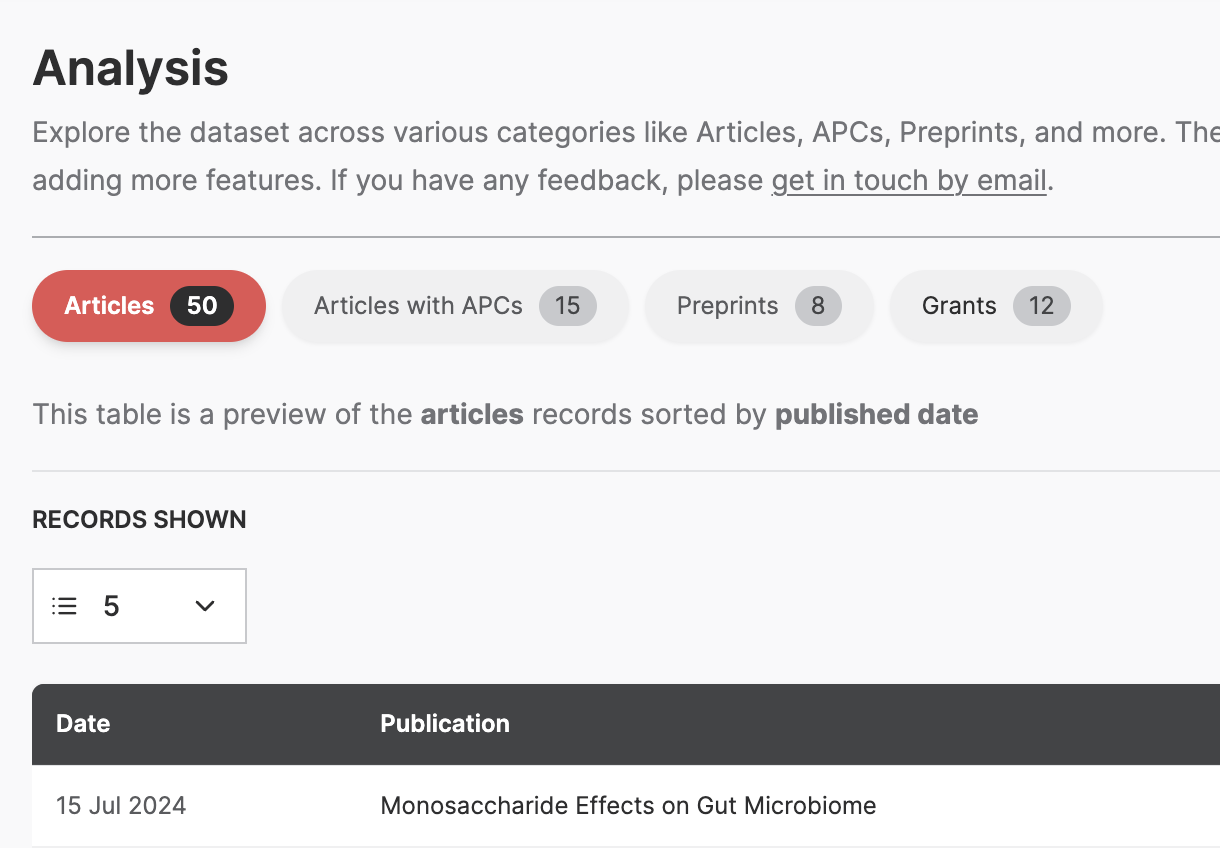 Analysis
Explore the dataset across various categories like Articles, APCs, Preprints, and more. The
adding more features. If you have any feedback, please get in touch by email.
Articles 50 Articles with APCs 15 Preprints 8 Grants 12
This table is a preview of the articles records sorted by published date
RECORDS SHOWN
5
Date Publication
15 Jul 2024 Monosaccharide Effects on Gut Microbiome